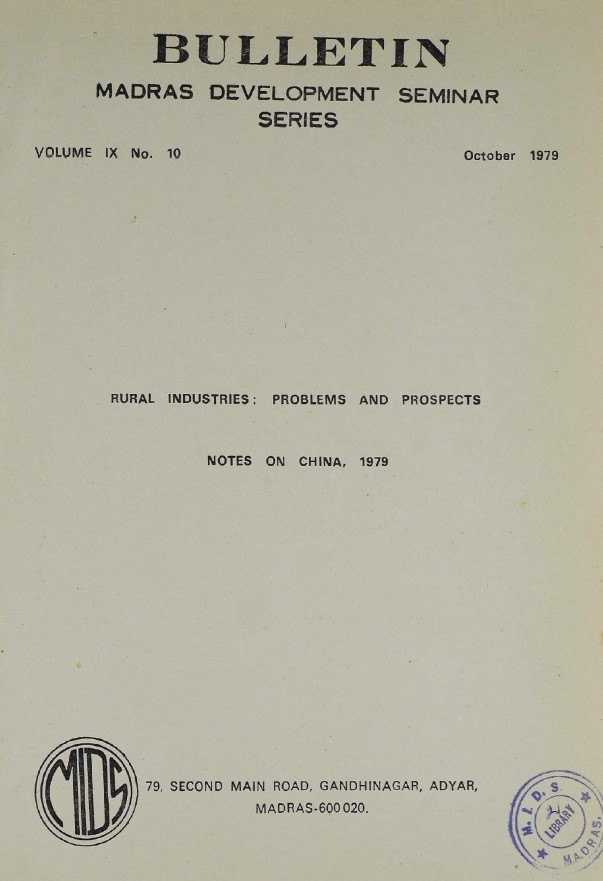 BULLETIN
MADRAS DEVELOPMENT SEMINAR
SERIES
VOLUME IX No. 10
October 1979
RURAL INDUSTRIES: PROBLEMS AND PROSPECTS
NOTES ON CHINA, 1979
MIDS
79, SECOND MAIN ROAD, GANDHINAGAR, ADYAR,
MADRAS-600 020.
M. I. D. S.
LIBRARY
MADRAS.